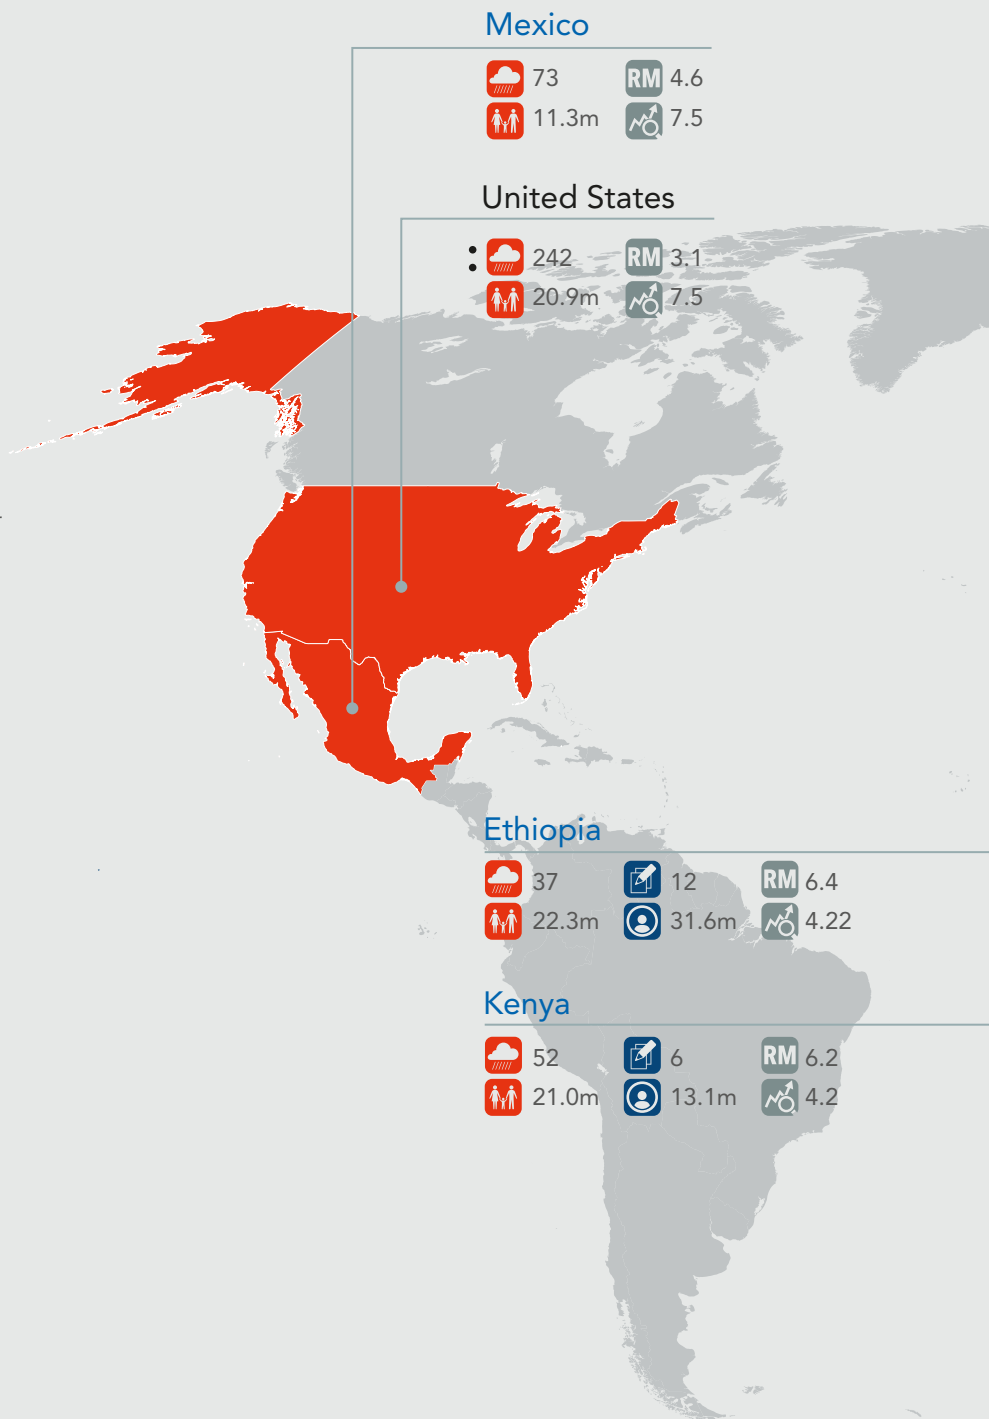 Mexico
73 RM 4.6
11.3m 7.5
United States
242 RM 3.1
20.9m 7.5
Ethiopia
37 12 RM 6.4
22.3m 31.6m 4.22
Kenya
52 6 RM 6.2
21.0m 13.1m 4.2